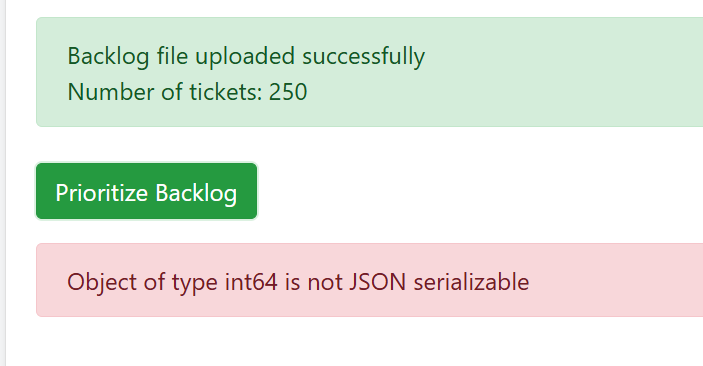 Backlog file uploaded successfully
Number of tickets: 250
Prioritize Backlog
Object of type int64 is not JSON serializable